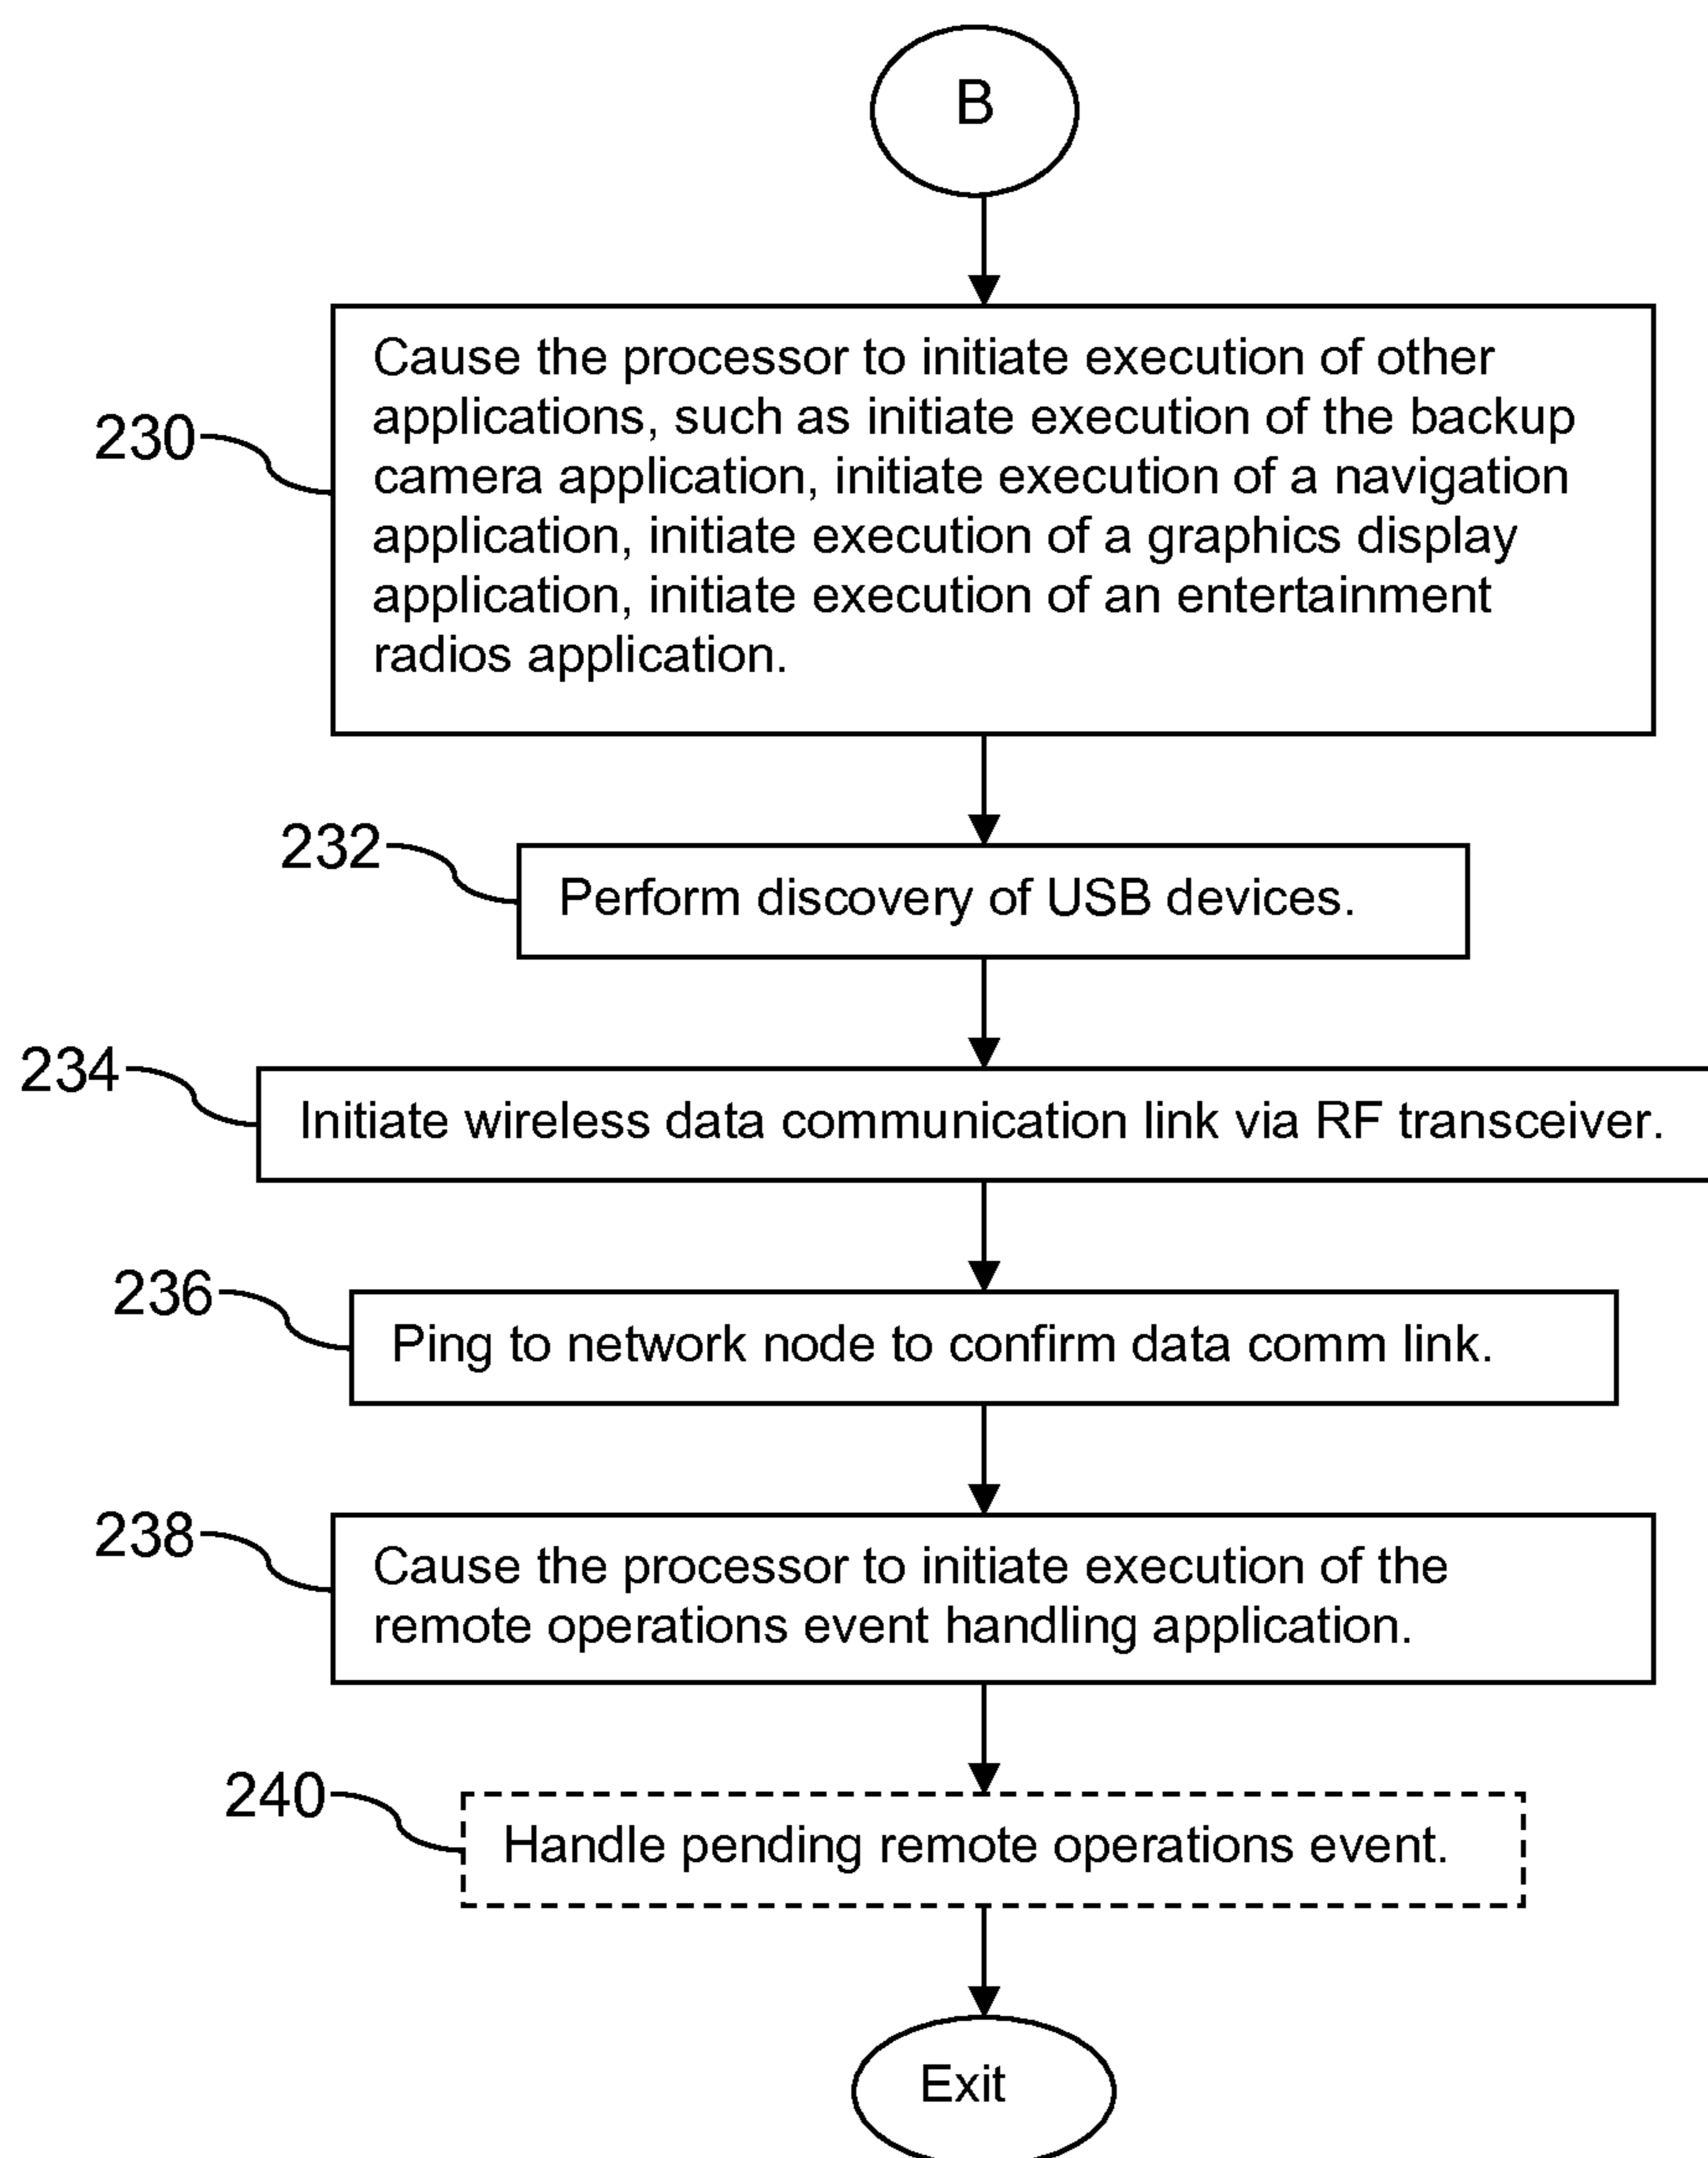 B
230
Cause the processor to initiate execution of other
applications, such as initiate execution of the backup
camera application, initiate execution of a navigation
application, initiate execution of a graphics display
application, initiate execution of an entertainment
radios application.
232
Perform discovery of USB devices.
234
Initiate wireless data communication link via RF transceiver.
236
Ping to network node to confirm data comm link.
238
Cause the processor to initiate execution of the
remote operations event handling application.
240
Handle pending remote operations event.
Exit